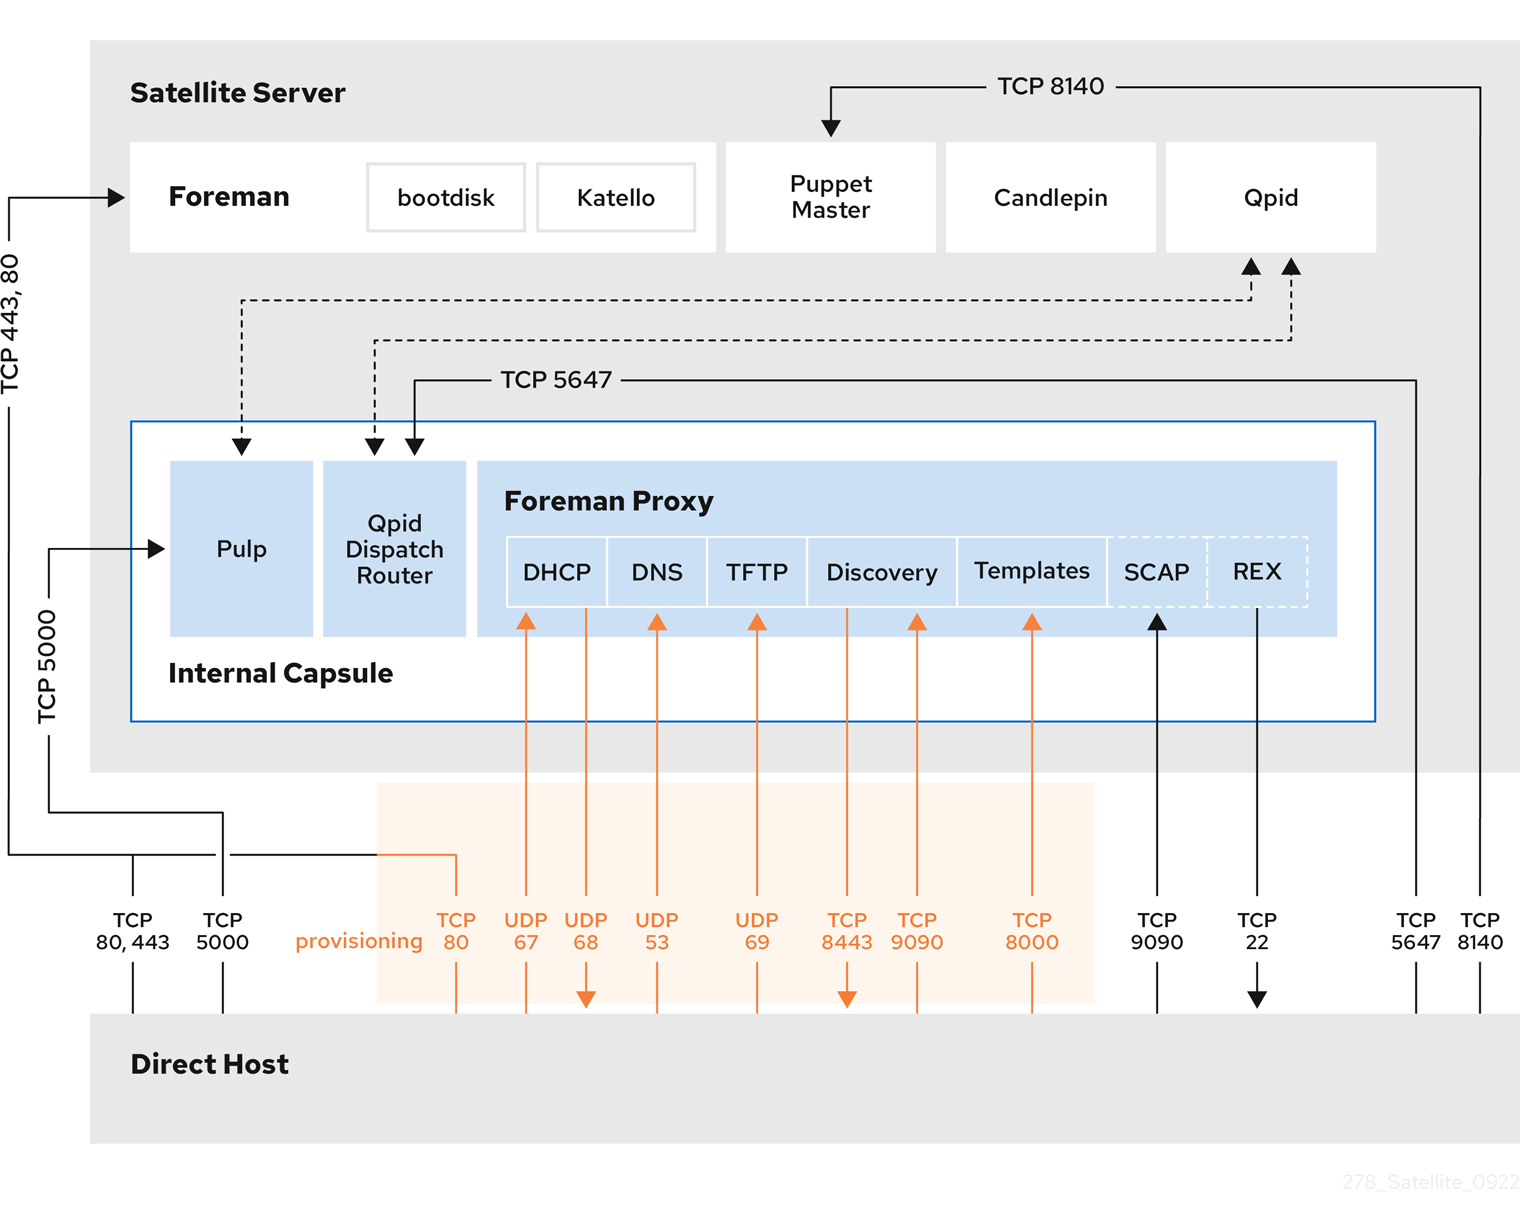 Satellite Server
TCP 8140
Foreman
bootdisk
Katello
Puppet
Master
Candlepin
Qpid
TCP 443, 80
TCP 5647
Pulp
Qpid
Dispatch
Router
Foreman Proxy
DHCP
DNS
TFTP
Discovery
Templates
SCAP
REX
Internal Capsule
TCP 5000
TCP
80, 443
TCP
5000
provisioning
TCP
80
UDP
67
UDP
68
UDP
53
UDP
69
TCP
8443
TCP
9090
TCP
8000
TCP
9090
TCP
22
TCP
5647
TCP
8140
Direct Host
278_Satellite_0922